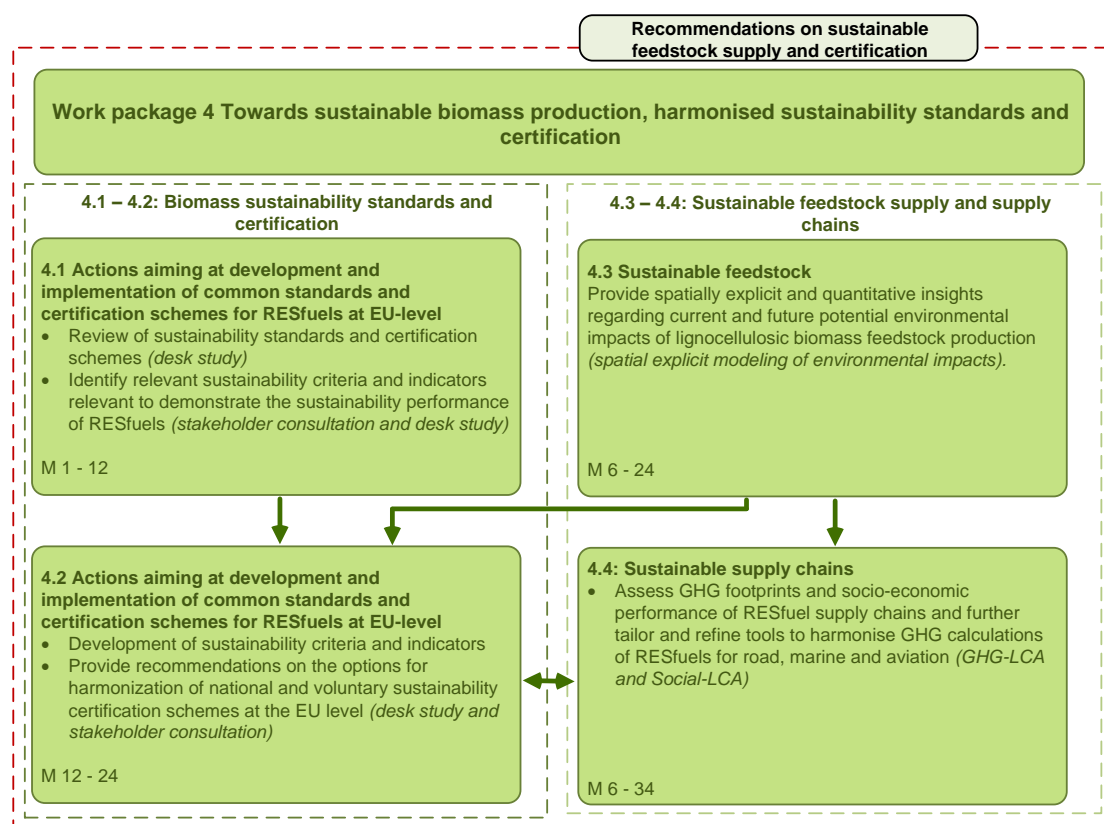 Recommendations on sustainable
feedstock supply and certification
Work package 4 Towards sustainable biomass production, harmonised sustainability standards and
certification
4.1 – 4.2: Biomass sustainability standards and
certification
4.1 Actions aiming at development and
implementation of common standards and
certification schemes for RESfuels at EU-level
• Review of sustainability standards and certification
schemes (desk study)
• Identify relevant sustainability criteria and indicators
relevant to demonstrate the sustainability performance
of RESfuels (stakeholder consultation and desk study)
M 1 - 12
4.2 Actions aiming at development and
implementation of common standards and
certification schemes for RESfuels at EU-level
• Development of sustainability criteria and indicators
• Provide recommendations on the options for
harmonization of national and voluntary sustainability
certification schemes at the EU level (desk study and
stakeholder consultation)
M 12 - 24
4.3 – 4.4: Sustainable feedstock supply and supply
chains
4.3 Sustainable feedstock
Provide spatially explicit and quantitative insights
regarding current and future potential environmental
impacts of lignocellulosic biomass feedstock production
(spatial explicit modeling of environmental impacts).
M 6 - 24
4.4: Sustainable supply chains
• Assess GHG footprints and socio-economic
performance of RESfuel supply chains and further
tailor and refine tools to harmonise GHG calculations
of RESfuels for road, marine and aviation (GHG-LCA
and Social-LCA)
M 6 - 34